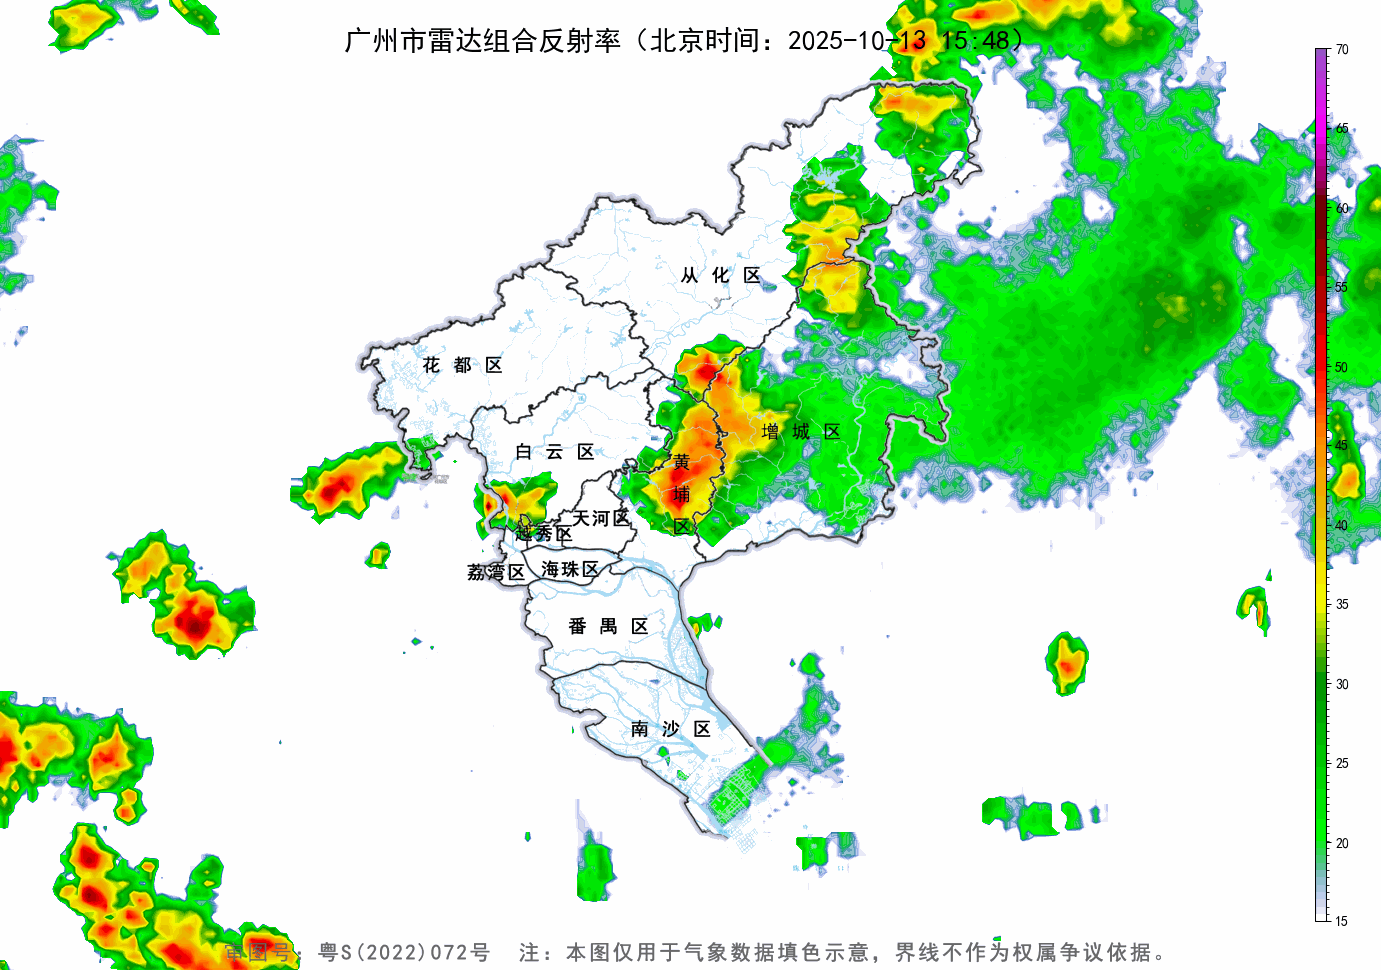 广州市雷达组合反射率（北京时间：2025-10-13 15:48）
70
65
60
55
50
45
40
35
30
25
20
15
从化区
花都区
增城区
白云区
黄埔区
天河区
越秀区
荔湾区
海珠区
番禺区
南沙区
审图号：粤S(2022)072号 注：本图仅用于气象数据填色示意，界线不作为权属争议依据。